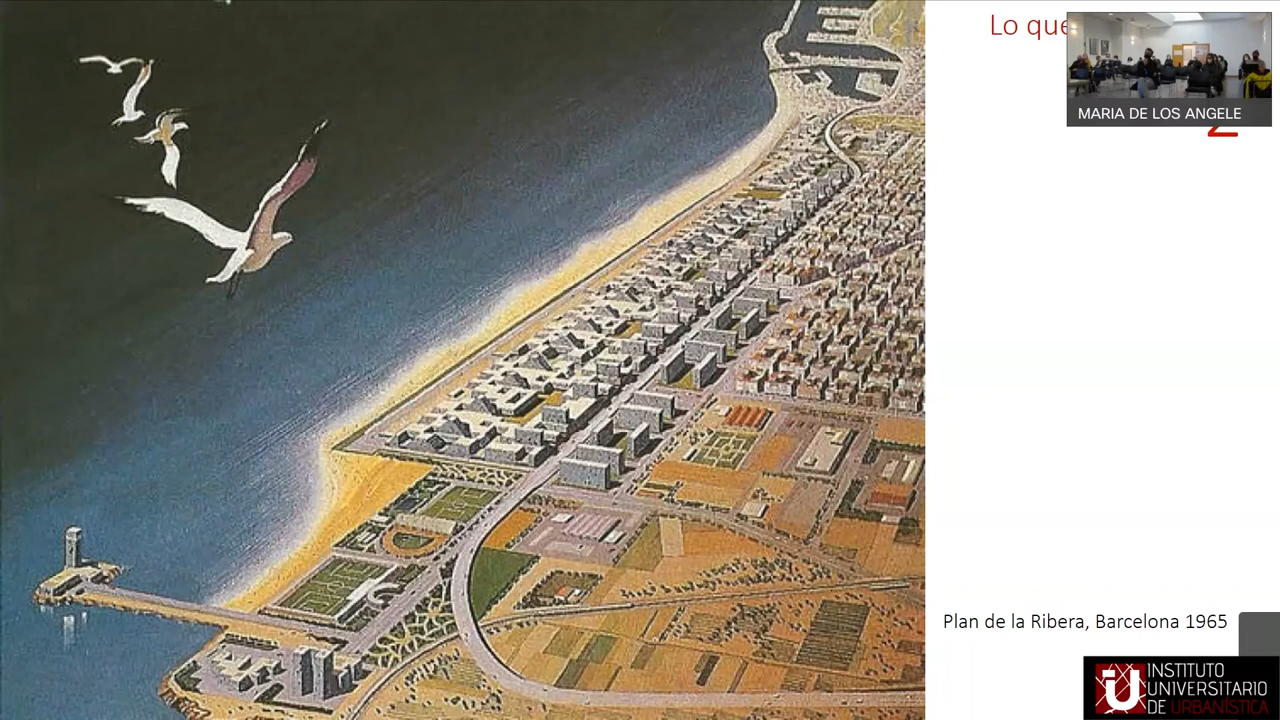 Lo que
MARIA DE LOS ANGELE
Plan de la Ribera, Barcelona 1965
INSTITUTO
UNIVERSITARIO
DE URBANÍSTICA